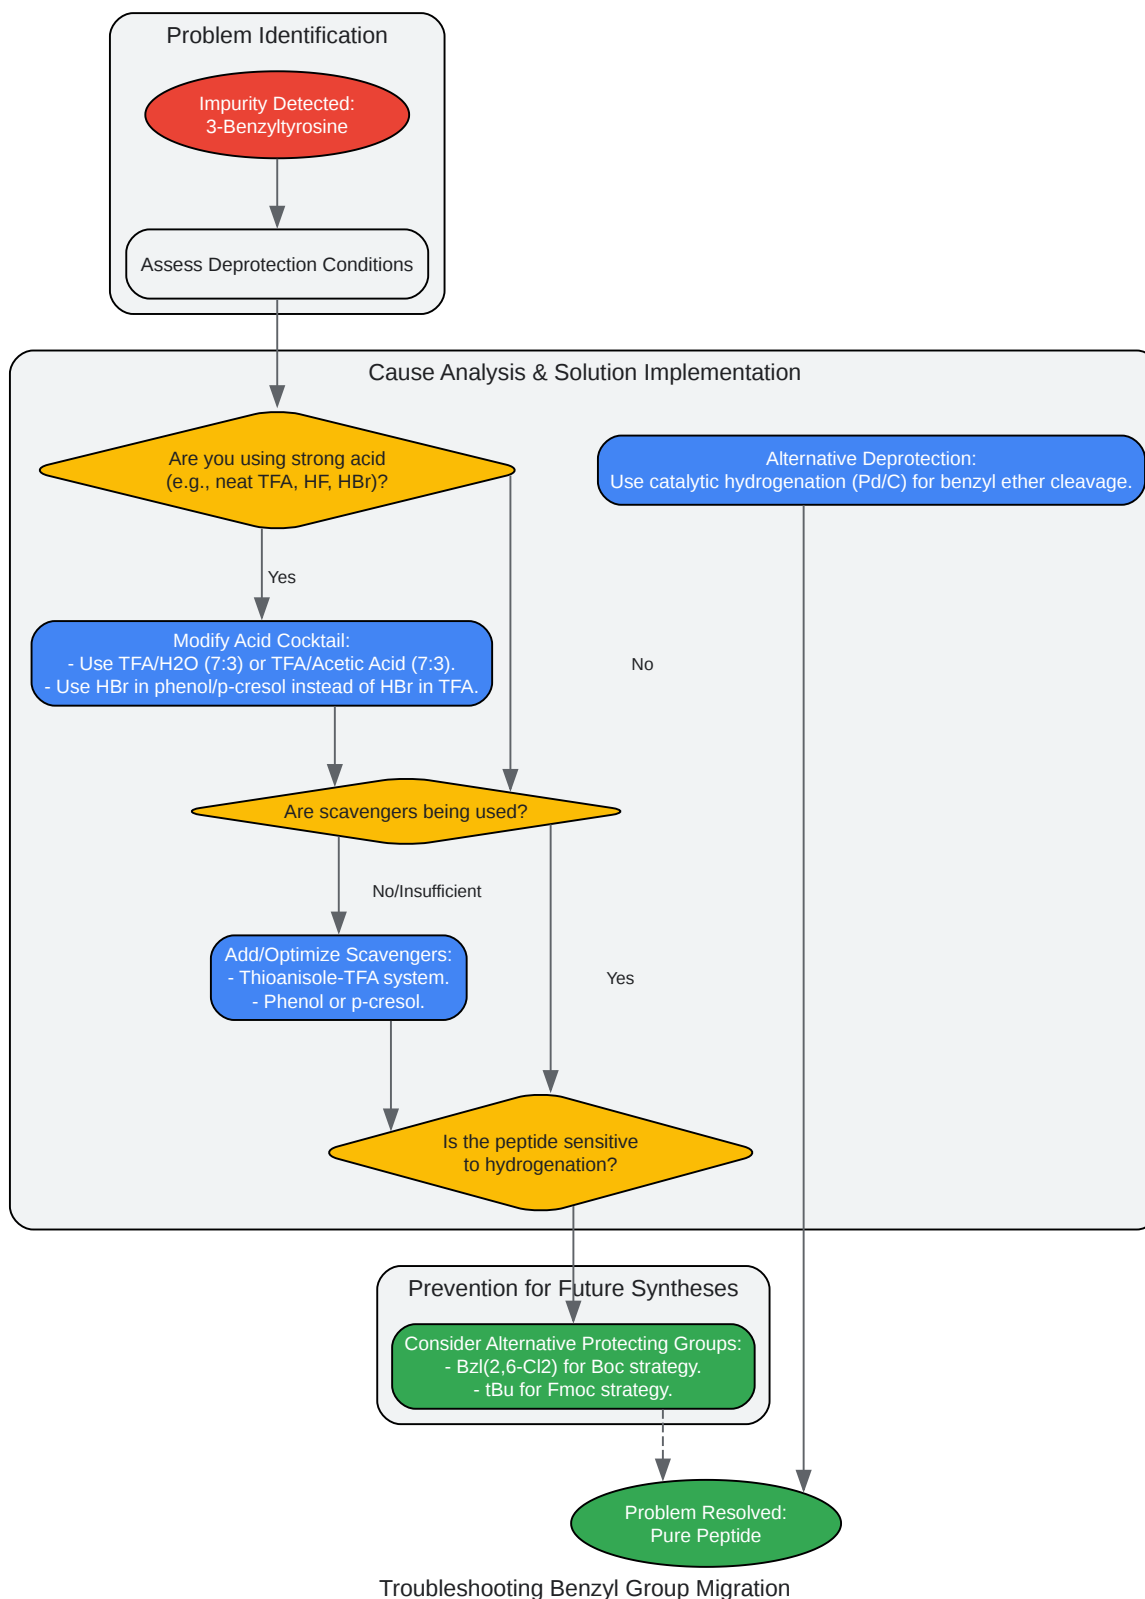 Problem Identification
Impurity Detected:
3-Benzyltyrosine
Assess Deprotection Conditions
Cause Analysis & Solution Implementation
Are you using strong acid
(e.g., neat TFA, HF, HBr)?
Alternative Deprotection:
Use catalytic hydrogenation (Pd/C) for benzyl ether cleavage.
Yes
Modify Acid Cocktail:
- Use TFA/H2O (7:3) or TFA/Acetic Acid (7:3).
- Use HBr in phenol/p-cresol instead of HBr in TFA.
No
Are scavengers being used?
No/Insufficient
Add/Optimize Scavengers:
- Thioanisole-TFA system.
- Phenol or p-cresol.
Yes
Is the peptide sensitive
to hydrogenation?
Prevention for Future Syntheses
Consider Alternative Protecting Groups:
- Bzl(2,6-Cl2) for Boc strategy.
- tBu for Fmoc strategy.
Problem Resolved:
Pure Peptide
Troubleshooting Benzyl Group Migration